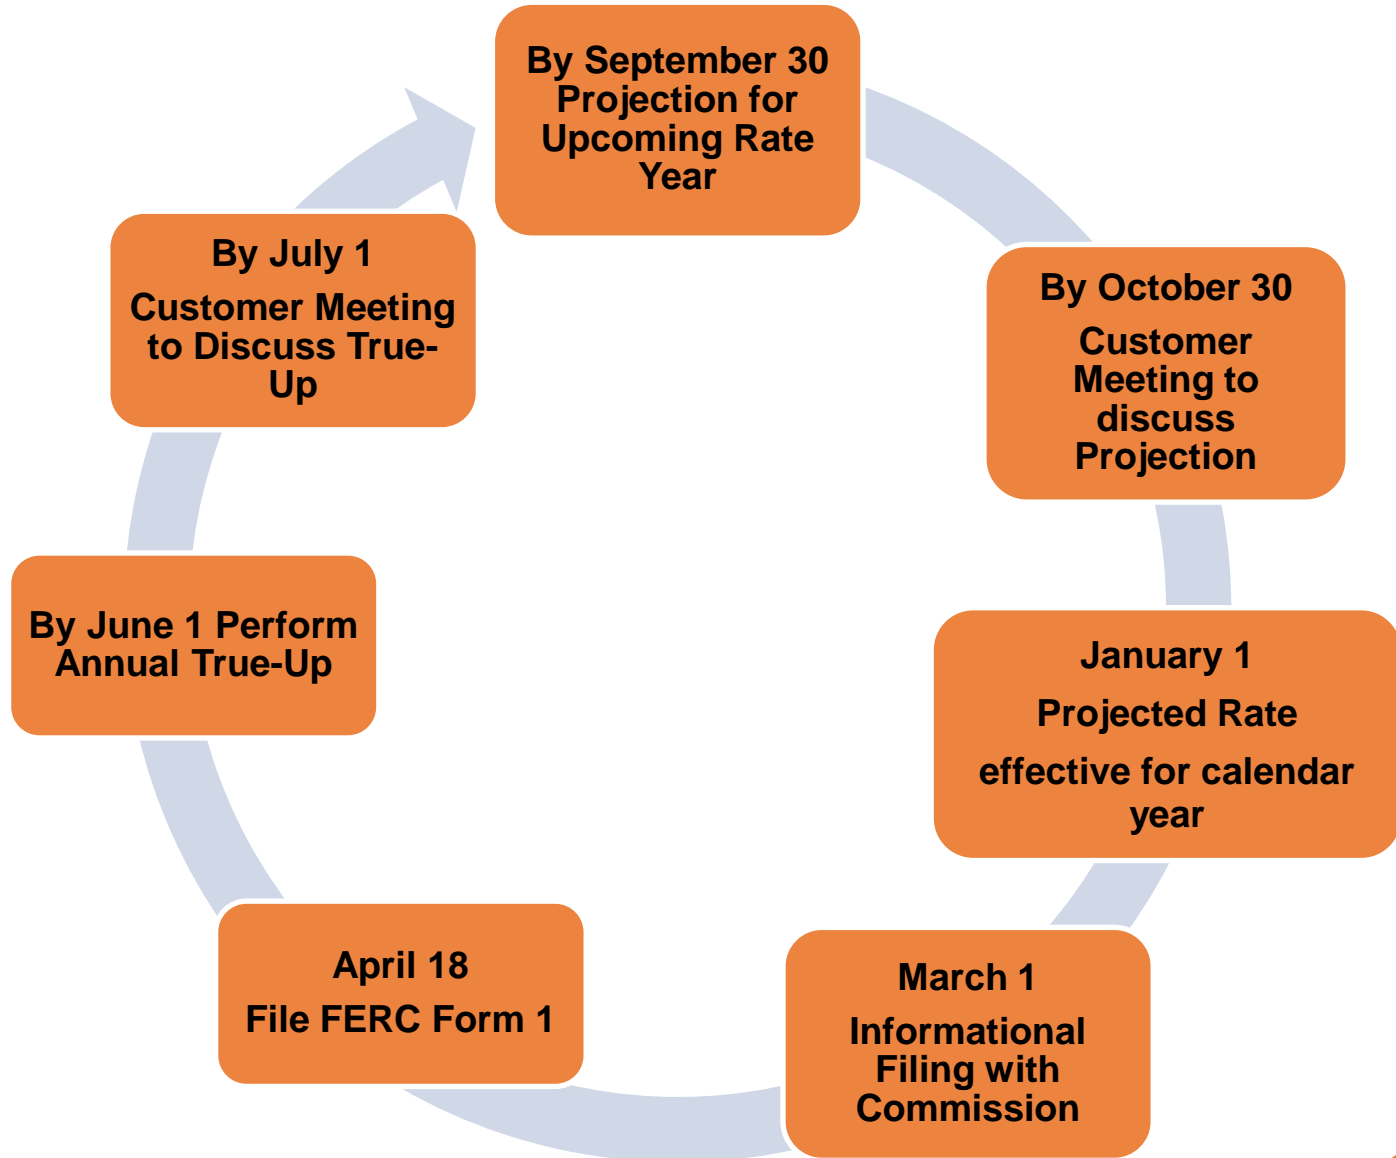 By September 30
Projection for
Upcoming Rate
Year
By October 30
Customer
Meeting to
discuss
Projection
January 1
Projected Rate
effective for calendar
year
March 1
Informational
Filing with
Commission
April 18
File FERC Form 1
By June 1 Perform
Annual True-Up
By July 1
Customer Meeting
to Discuss True-
Up